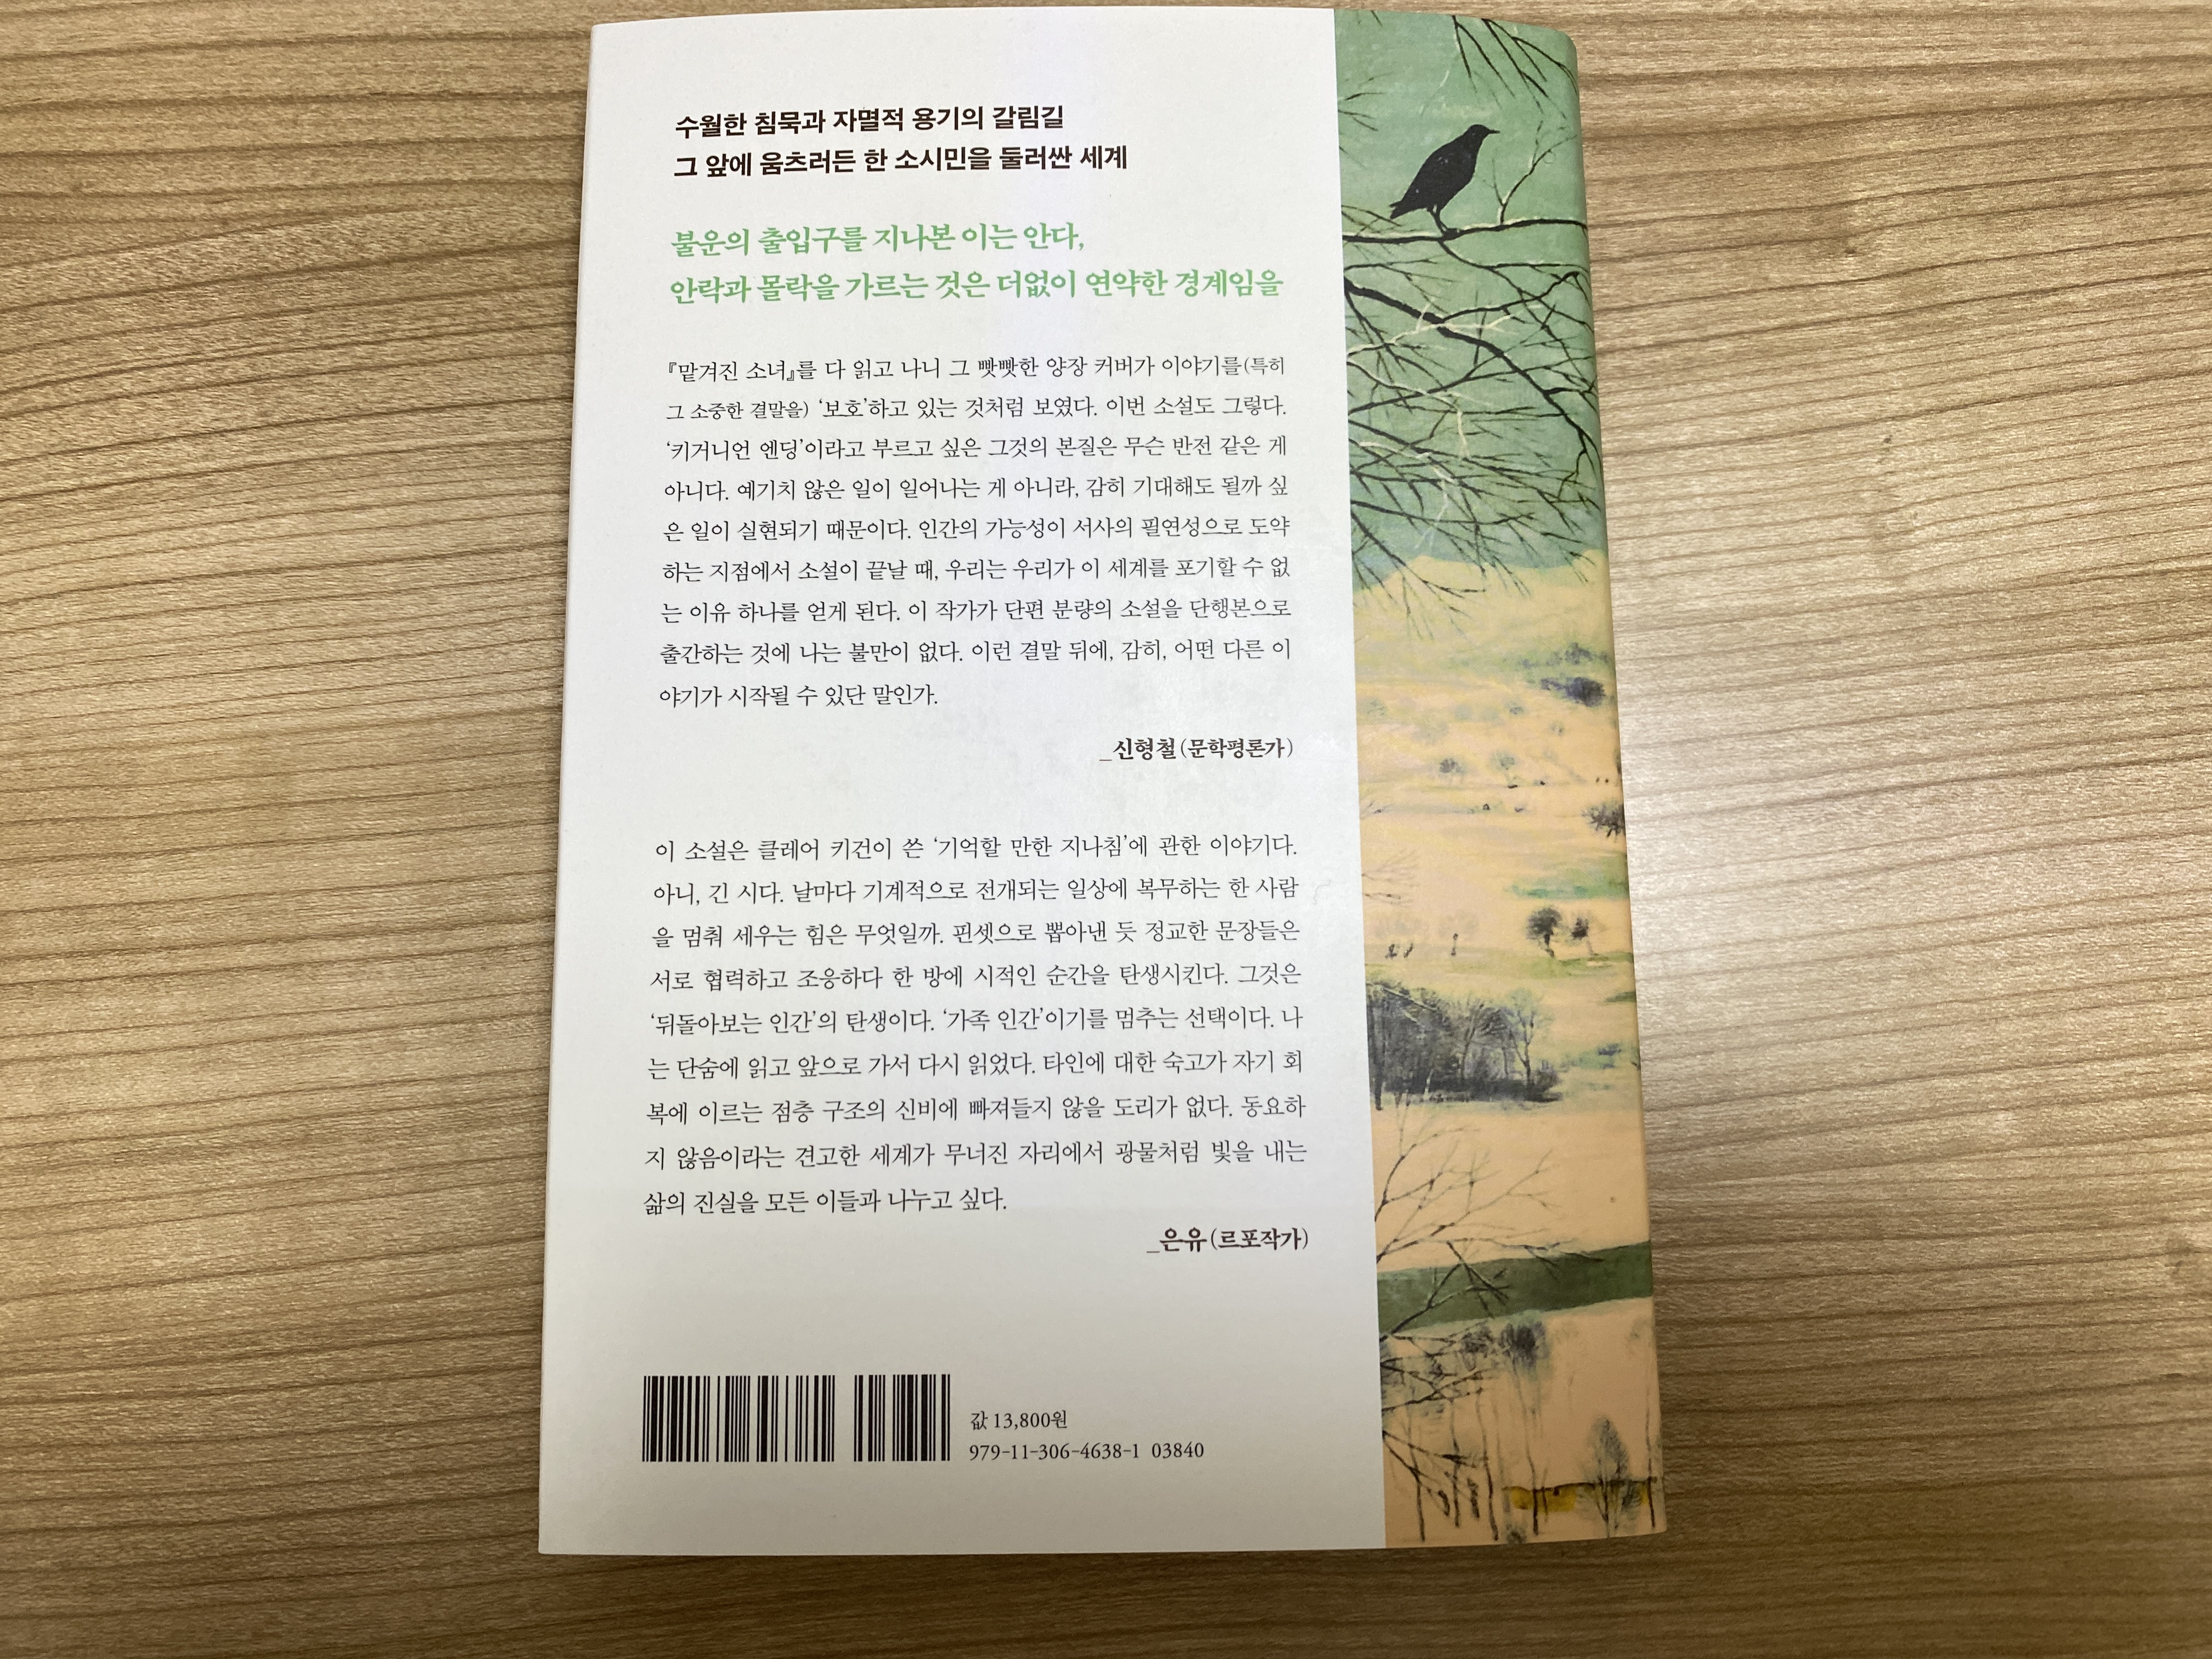 수월한 침묵과 자멸적 용기의 갈림길
그 앞에 움츠러든 한 소시민을 둘러싼 세계
불운의 출입구를 지나본 이는 안다,
안락과 몰락을 가르는 것은 더없이 연약한 경계임을
『맡겨진 소녀』를 다 읽고 나니 그 빳빳한 양장 커버가 이야기를(특히
그 소중한 결말을) ‘보호’하고 있는 것처럼 보였다. 이번 소설도 그렇다.
‘키거니언 엔딩’이라고 부르고 싶은 그것의 본질은 무슨 반전 같은 게
아니다. 예기치 않은 일이 일어나는 게 아니라, 감히 기대해도 될까 싶
은 일이 실현되기 때문이다. 인간의 가능성이 서사의 필연성으로 도약
하는 지점에서 소설이 끝날 때, 우리는 우리가 이 세계를 포기할 수 없
는 이유 하나를 얻게 된다. 이 작가가 단편 분량의 소설을 단행본으로
출간하는 것에 나는 불만이 없다. 이런 결말 뒤에, 감히, 어떤 다른 이
야기가 시작될 수 있단 말인가.
_신형철(문학평론가)
이 소설은 클레어 키건이 쓴 ‘기억할 만한 지나침’에 관한 이야기다.
아니, 긴 시다. 날마다 기계적으로 전개되는 일상에 복무하는 한 사람
을 멈춰 세우는 힘은 무엇일까. 핀셋으로 뽑아낸 듯 정교한 문장들은
서로 협력하고 조응하다 한 방에 시적인 순간을 탄생시킨다. 그것은
‘뒤돌아보는 인간’의 탄생이다. ‘가족 인간’이기를 멈추는 선택이다. 나
는 단숨에 읽고 앞으로 가서 다시 읽었다. 타인에 대한 숙고가 자기 회
복에 이르는 점층 구조의 신비에 빠져들지 않을 도리가 없다. 동요하
지 않음이라는 견고한 세계가 무너진 자리에서 광물처럼 빛을 내는
삶의 진실을 모든 이들과 나누고 싶다.
_은유(르포작가)
값 13,800원
979-11-306-4638-1 03840